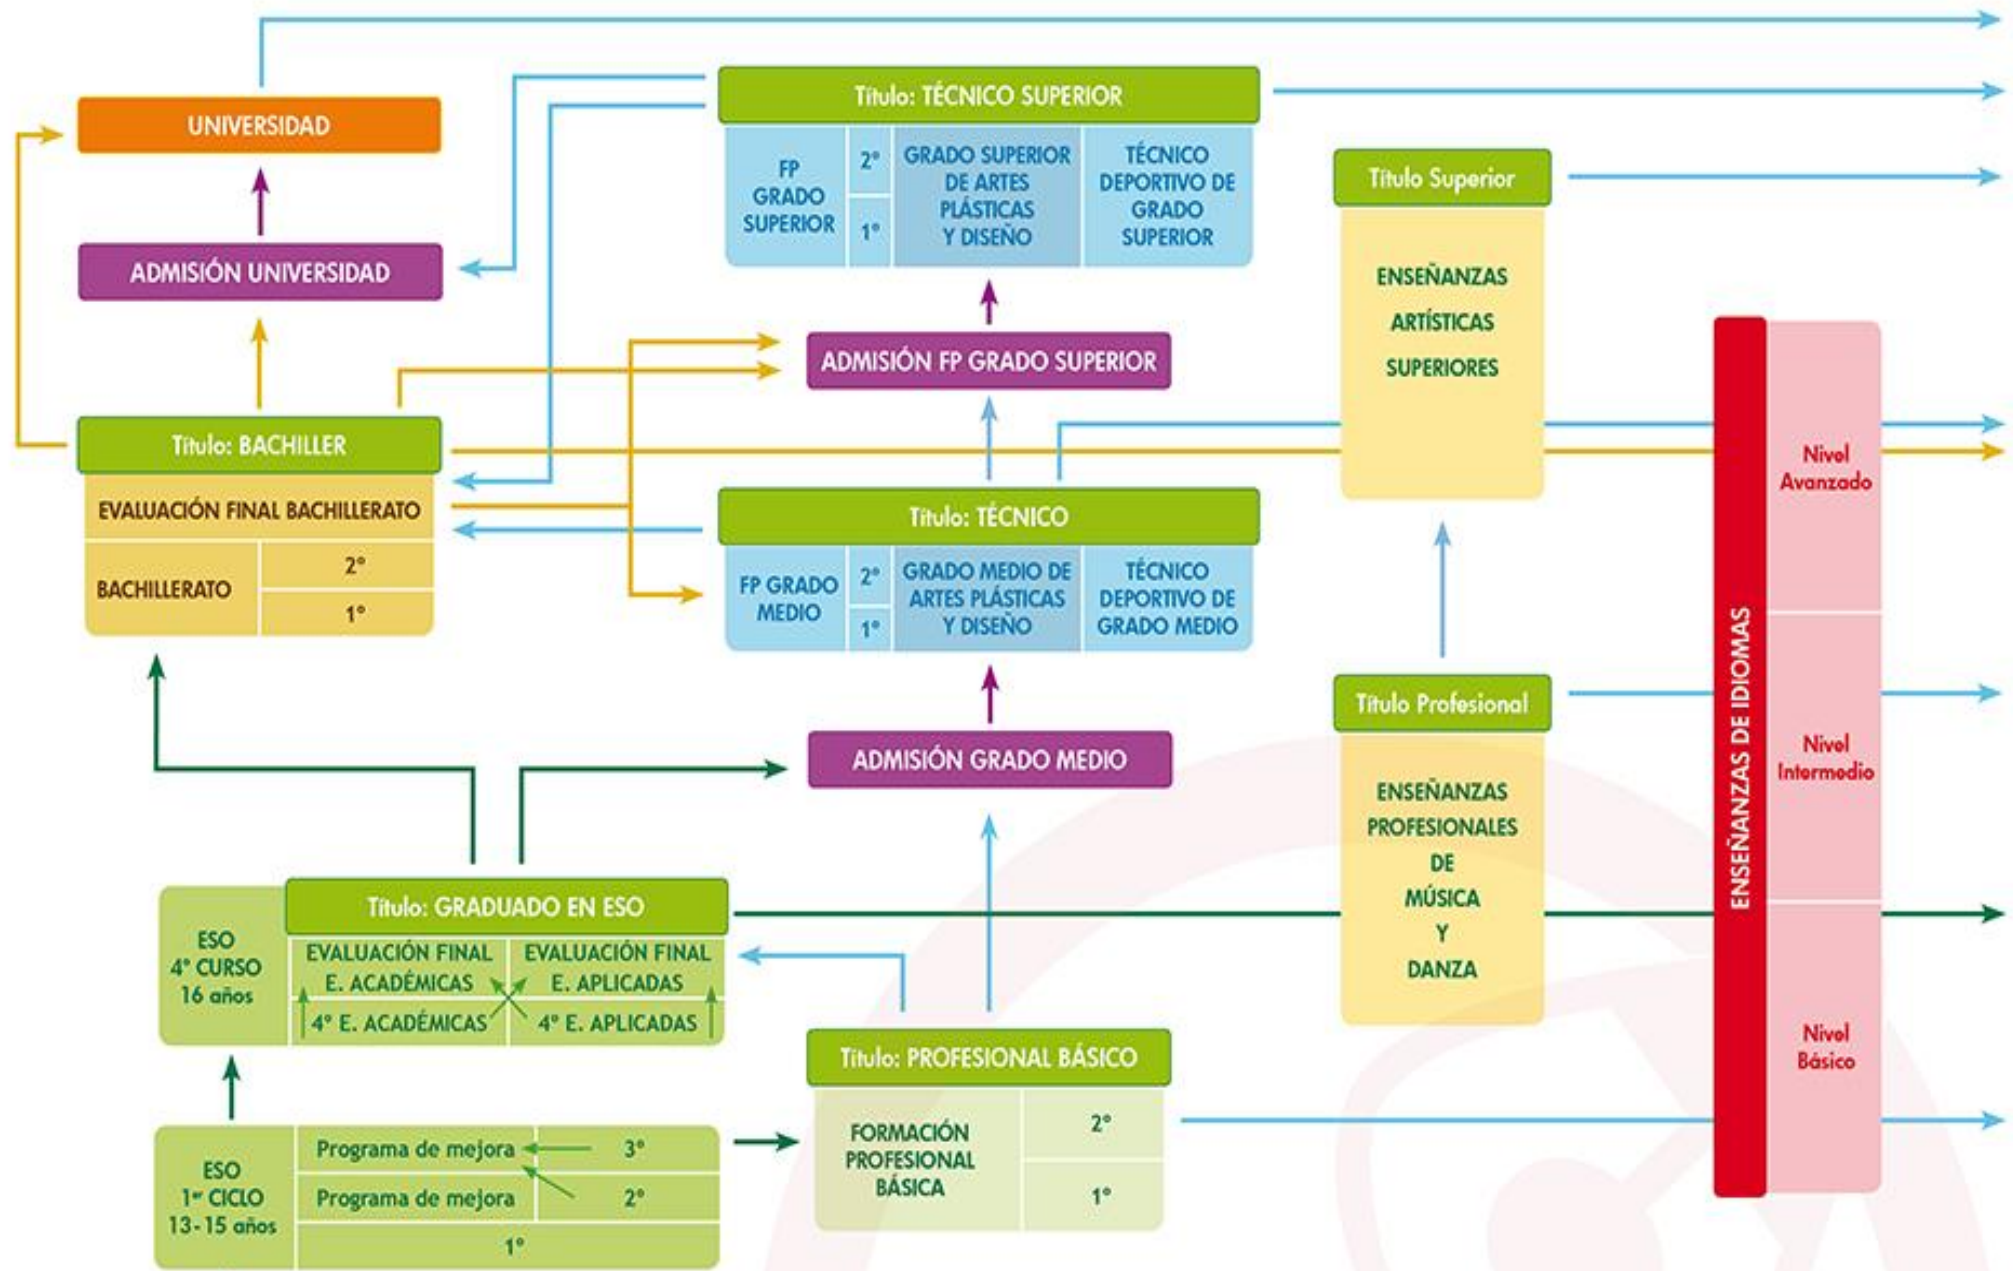 UNIVERSIDAD
ADMISIÓN UNIVERSIDAD
Título: BACHILLER
EVALUACIÓN FINAL BACHILLERATO
BACHILLERATO
2º
1º
Título: TÉCNICO SUPERIOR
FP
GRADO
SUPERIOR
2º
1º
GRADO SUPERIOR
DE ARTES
PLÁSTICAS
Y DISEÑO
TÉCNICO
DEPORTIVO DE
GRADO
SUPERIOR
ADMISIÓN FP GRADO SUPERIOR
Título: TÉCNICO
FP GRADO
MEDIO
2º
1º
GRADO MEDIO DE
ARTES PLÁSTICAS
Y DISEÑO
TÉCNICO
DEPORTIVO DE
GRADO MEDIO
ADMISIÓN GRADO MEDIO
Título Superior
ENSEÑANZAS
ARTÍSTICAS
SUPERIORES
Título Profesional
ENSEÑANZAS
PROFESIONALES
DE
MÚSICA
Y
DANZA
ENSEÑANZAS DE IDIOMAS
Nivel
Avanzado
Nivel
Intermedio
Nivel
Básico
ESO
4º CURSO
16 años
Título: GRADUADO EN ESO
EVALUACIÓN FINAL
E. ACADÉMICAS
EVALUACIÓN FINAL
E. APLICADAS
4º E. ACADÉMICAS
4º E. APLICADAS
ESO
1er CICLO
13-15 años
Programa de mejora
3º
Programa de mejora
2º
1º
Título: PROFESIONAL BÁSICO
FORMACIÓN
PROFESIONAL
BÁSICA
2º
1º